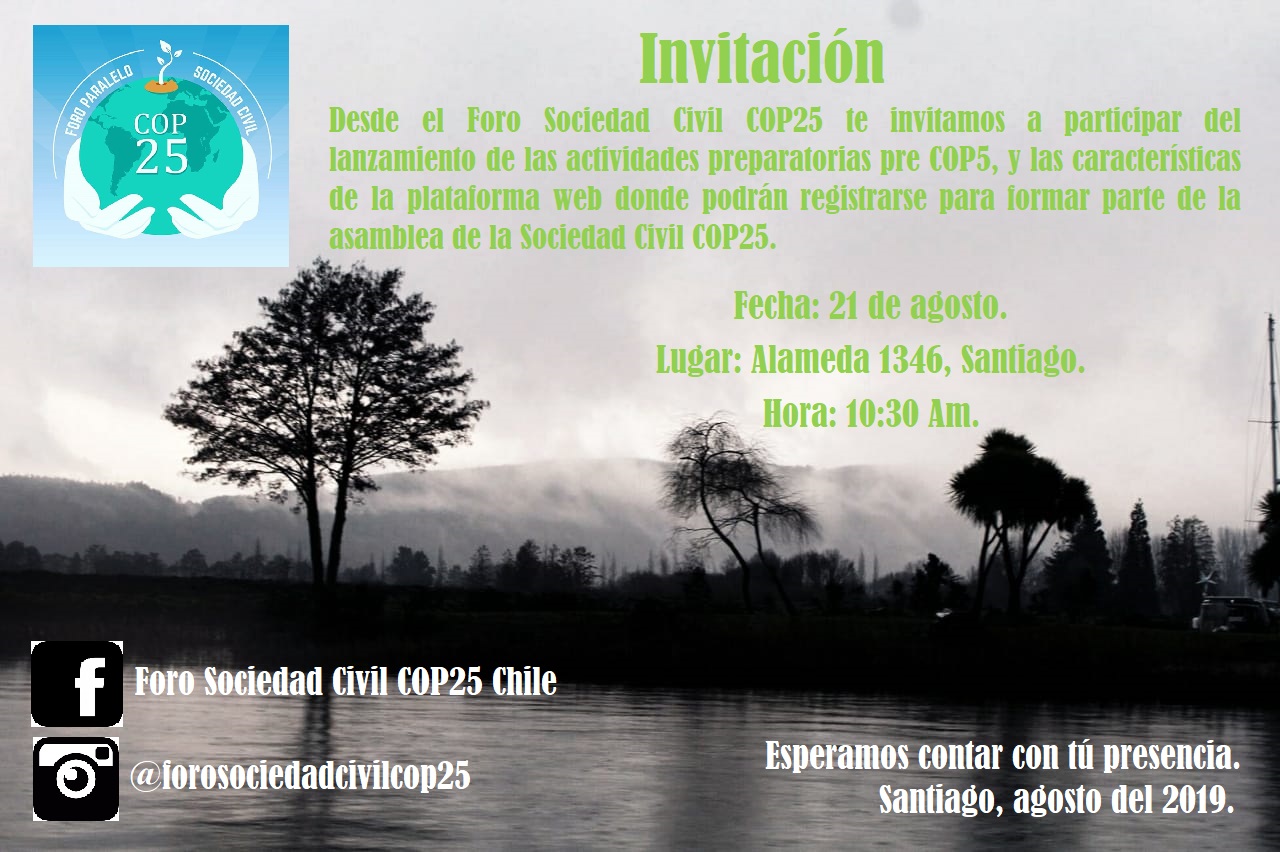 FORO PARALELO SOCIEDAD CIVIL
COP
25
Invitación
Desde el Foro Sociedad Civil COP25 te invitamos a participar del
lanzamiento de las actividades preparatorias pre COP5, y las características
de la plataforma web donde podrán registrarse para formar parte de la
asamblea de la Sociedad Civil COP25.
Fecha: 21 de agosto.
Lugar: Alameda 1346, Santiago.
Hora: 10:30 Am.
Foro Sociedad Civil COP25 Chile
@forosociedadcivilcop25
Esperamos contar con tú presencia.
Santiago, agosto del 2019.